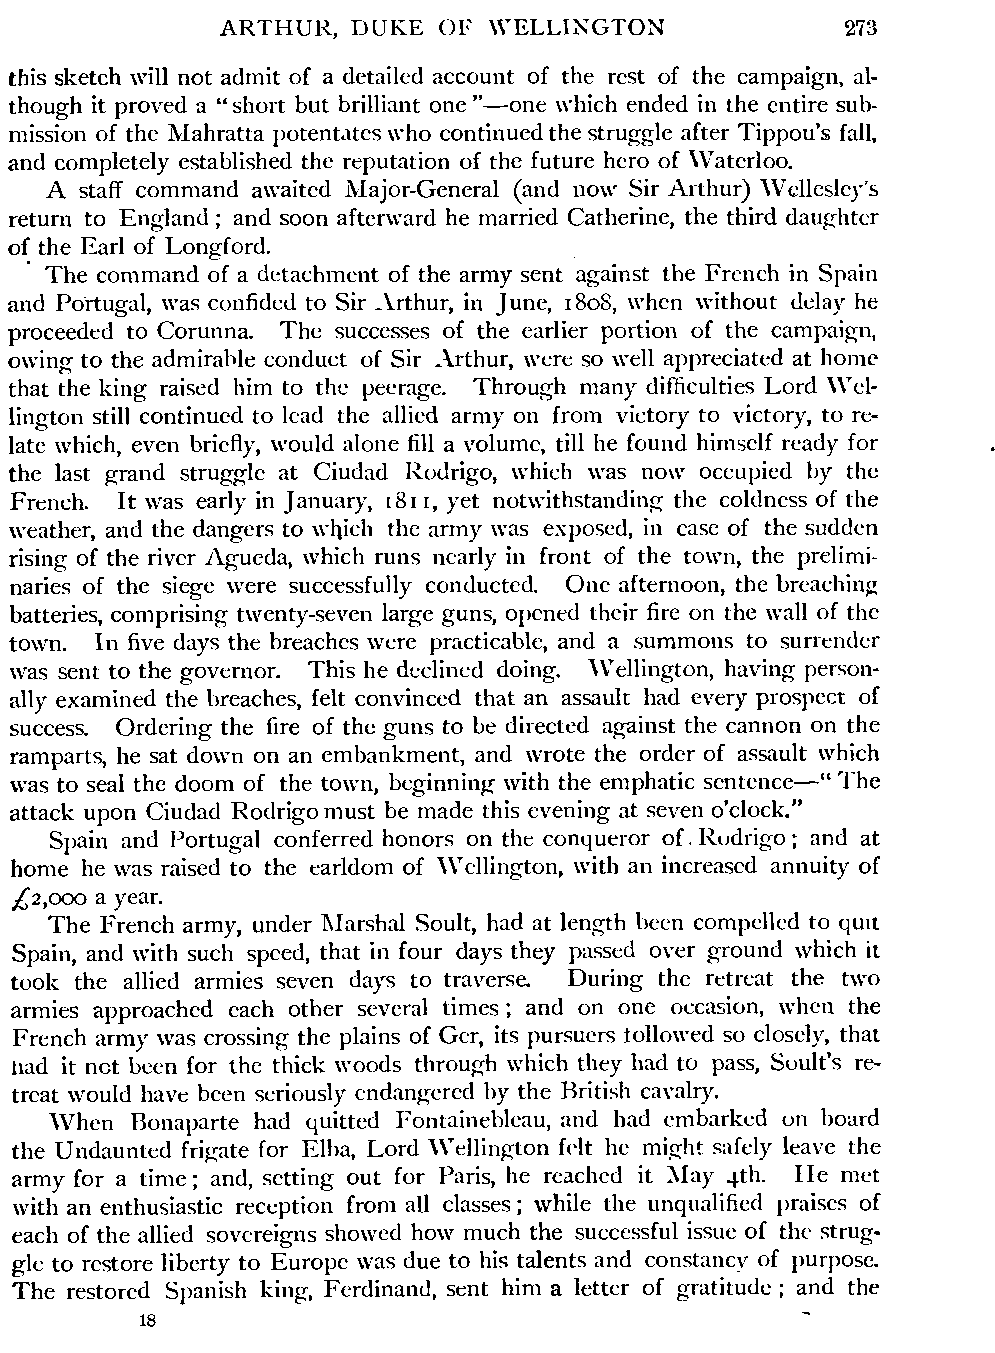 ARTHUR, DUKE OF WELLINGTON 273
this sketch will not admit of a detailed account of the rest of the campaign, al-
though it proved a "short but brilliant one"—one which ended in the entire sub-
mission of the Mahratta potentates who continued the struggle after Tippou's fall,
and completely established the reputation of the future hero of Waterloo.
A staff command awaited Major-General (and now Sir Arthur) Wellesley's
return to England; and soon afterward he married Catherine, the third daughter
of the Earl of Longford.
The command of a detachment of the army sent against the French in Spain
and Portugal, was confided to Sir Arthur, in June, 1808, when without delay he
proceeded to Corunna. The successes of the earlier portion of the campaign,
owing to the admirable conduct of Sir Arthur, were so well appreciated at home
that the king raised him to the peerage. Through many difficulties Lord Wel-
lington still continued to lead the allied army on from victory to victory, to re-
late which, even briefly, would alone fill a volume, till he found himself ready for
the last grand struggle at Ciudad Rodrigo, which was now occupied by the
French. It was early in January, 1811, yet notwithstanding the coldness of the
weather, and the dangers to which the army was exposed, in case of the sudden
rising of the river Agueda, which runs nearly in front of the town, the prelimi-
naries of the siege were successfully conducted. One afternoon, the breaching
batteries, comprising twenty-seven large guns, opened their fire on the wall of the
town. In five days the breaches were practicable, and a summons to surrender
was sent to the governor. This he declined doing. Wellington, having person-
ally examined the breaches, felt convinced that an assault had every prospect of
success. Ordering the fire of the guns to be directed against the cannon on the
ramparts, he sat down on an embankment, and wrote the order of assault which
was to seal the doom of the town, beginning with the emphatic sentence—"The
attack upon Ciudad Rodrigo must be made this evening at seven o'clock."
Spain and Portugal conferred honors on the conqueror of Rodrigo; and at
home he was raised to the earldom of Wellington, with an increased annuity of
£2,000 a year.
The French army, under Marshal Soult, had at length been compelled to quit
Spain, and with such speed, that in four days they passed over ground which it
took the allied armies seven days to traverse. During the retreat the two
armies approached each other several times; and on one occasion, when the
French army was crossing the plains of Ger, its pursuers followed so closely, that
had it not been for the thick woods through which they had to pass, Soult's re-
treat would have been seriously endangered by the British cavalry.
When Bonaparte had quitted Fontainebleau, and had embarked on board
the Undaunted frigate for Elba, Lord Wellington felt he might safely leave the
army for a time; and, setting out for Paris, he reached it May 4th. He met
with an enthusiastic reception from all classes; while the unqualified praises of
each of the allied sovereigns showed how much the successful issue of the strug-
gle to restore liberty to Europe was due to his talents and constancy of purpose.
The restored Spanish king, Ferdinand, sent him a letter of gratitude; and the
18